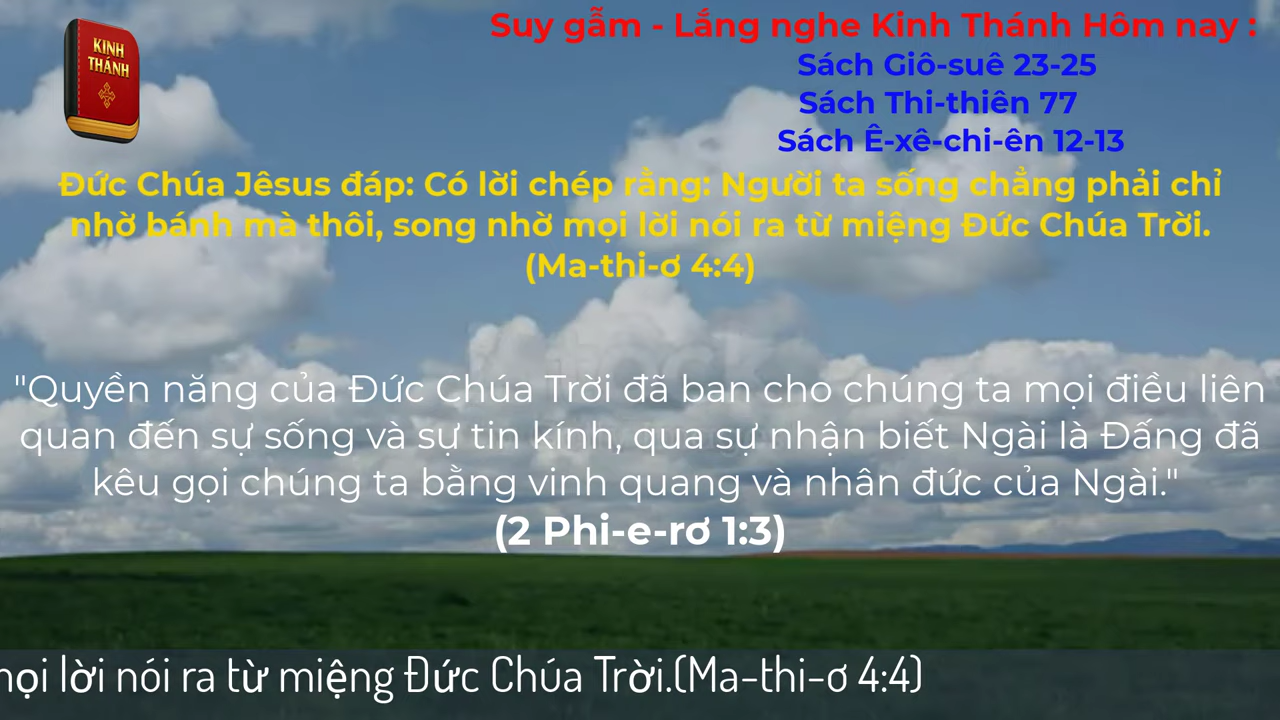 KINH
THÁNH
Suy gẫm - Lắng nghe Kinh Thánh Hôm nay :
Sách Giô-suê 23-25
Sách Thi-thiên 77
Sách Ê-xê-chi-ên 12-13
Đức Chúa Jêsus đáp: Có lời chép rằng: Người ta sống chẳng phải chỉ
nhờ bánh mà thôi, song nhờ mọi lời nói ra từ miệng Đức Chúa Trời.
(Ma-thi-ơ 4:4)
"Quyền năng của Đức Chúa Trời đã ban cho chúng ta mọi điều liên
quan đến sự sống và sự tin kính, qua sự nhận biết Ngài là Đấng đã
kêu gọi chúng ta bằng vinh quang và nhân đức của Ngài."
(2 Phi-e-rơ 1:3)
mọi lời nói ra từ miệng Đức Chúa Trời.(Ma-thi-ơ 4:4)